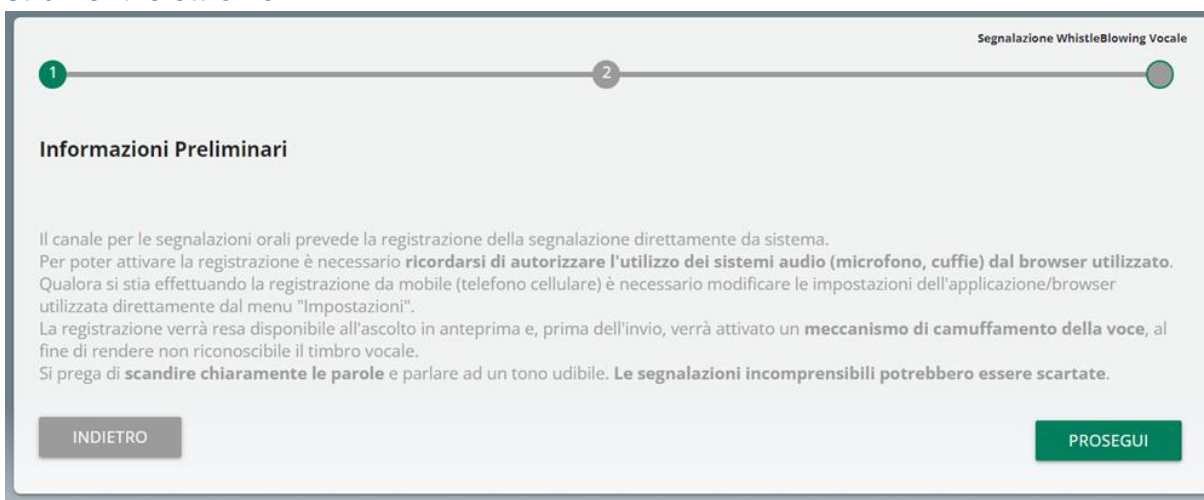 Segnalazione WhistleBlowing Vocale
1
2
Informazioni Preliminari
Il canale per le segnalazioni orali prevede la registrazione della segnalazione direttamente da sistema.
Per poter attivare la registrazione è necessario ricordarsi di autorizzare l'utilizzo dei sistemi audio (microfono, cuffie) dal browser utilizzato.
Qualora si stia effettuando la registrazione da mobile (telefono cellulare) è necessario modificare le impostazioni dell'applicazione/browser
utilizzata direttamente dal menu "Impostazioni".
La registrazione verrà resa disponibile all'ascolto in anteprima e, prima dell'invio, verrà attivato un meccanismo di camuffamento della voce, al
fine di rendere non riconoscibile il timbro vocale.
Si prega di scandire chiaramente le parole e parlare ad un tono udibile. Le segnalazioni incomprensibili potrebbero essere scartate.
INDIETRO
PROSEGUI